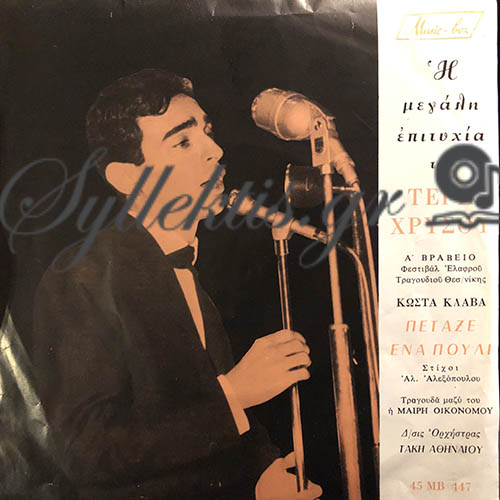 Music-box
Ἡ
μεγάλη
ἐπιτυχία
ΧΡΥΣΟΥ
Α΄ ΒΡΑΒΕΙΟ
Φεστιβάλ Ἐλαφροῦ
Τραγουδιοῦ Θεσ/νίκης
ΚΩΣΤΑ ΚΛΑΒΑ
ΠΕΤΑΞΕ
ΕΝΑ ΠΟΥΛΙ
Στίχοι
Ἀλ. Ἀλεξόπουλου
Τραγουδᾶ μαζύ του
ἡ ΜΑΙΡΗ ΟΙΚΟΝΟΜΟΥ
Δ/σις Ὀρχήστρας
ΤΑΚΗ ΑΘΗΝΑΙΟΥ
45 MB 447
Syllektis.gr